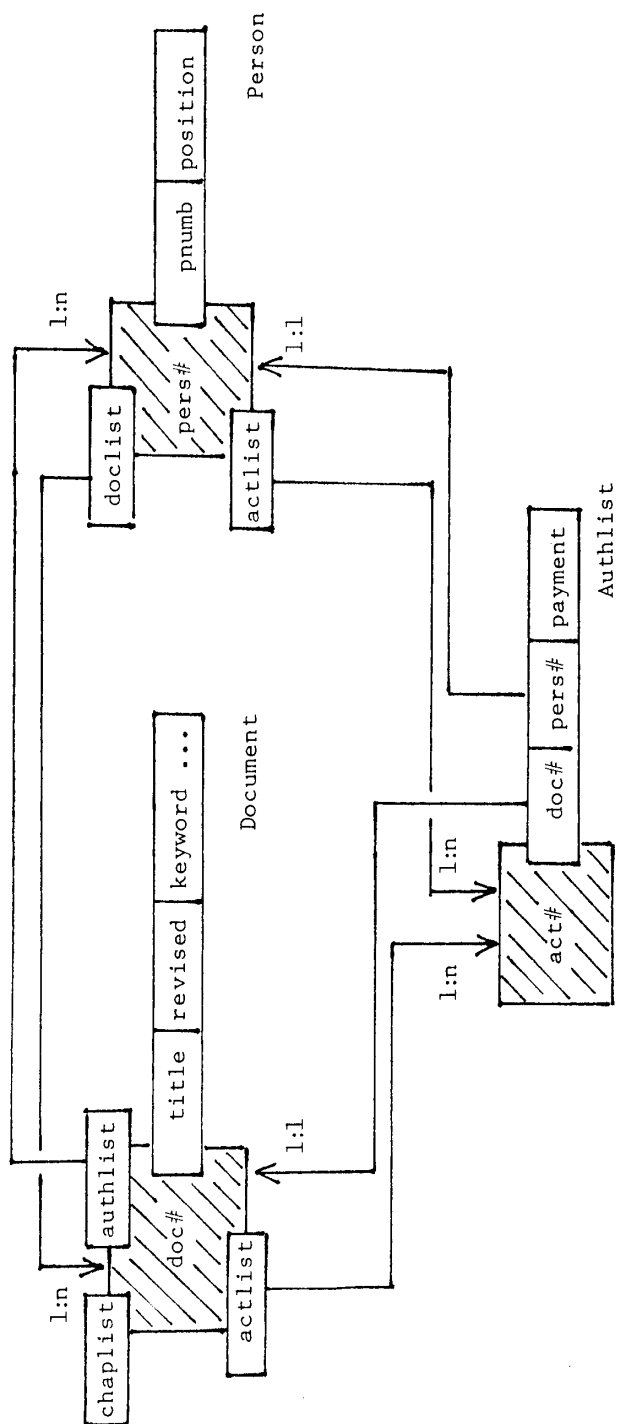 chaplist
authlist
doclist
1:n
1:n
doc#
title
revised
keyword ...
pers#
pnumb
position
actlist
1:1
actlist
1:1
Document
Person
1:n
1:n
act#
doc#
pers#
payment
Authlist